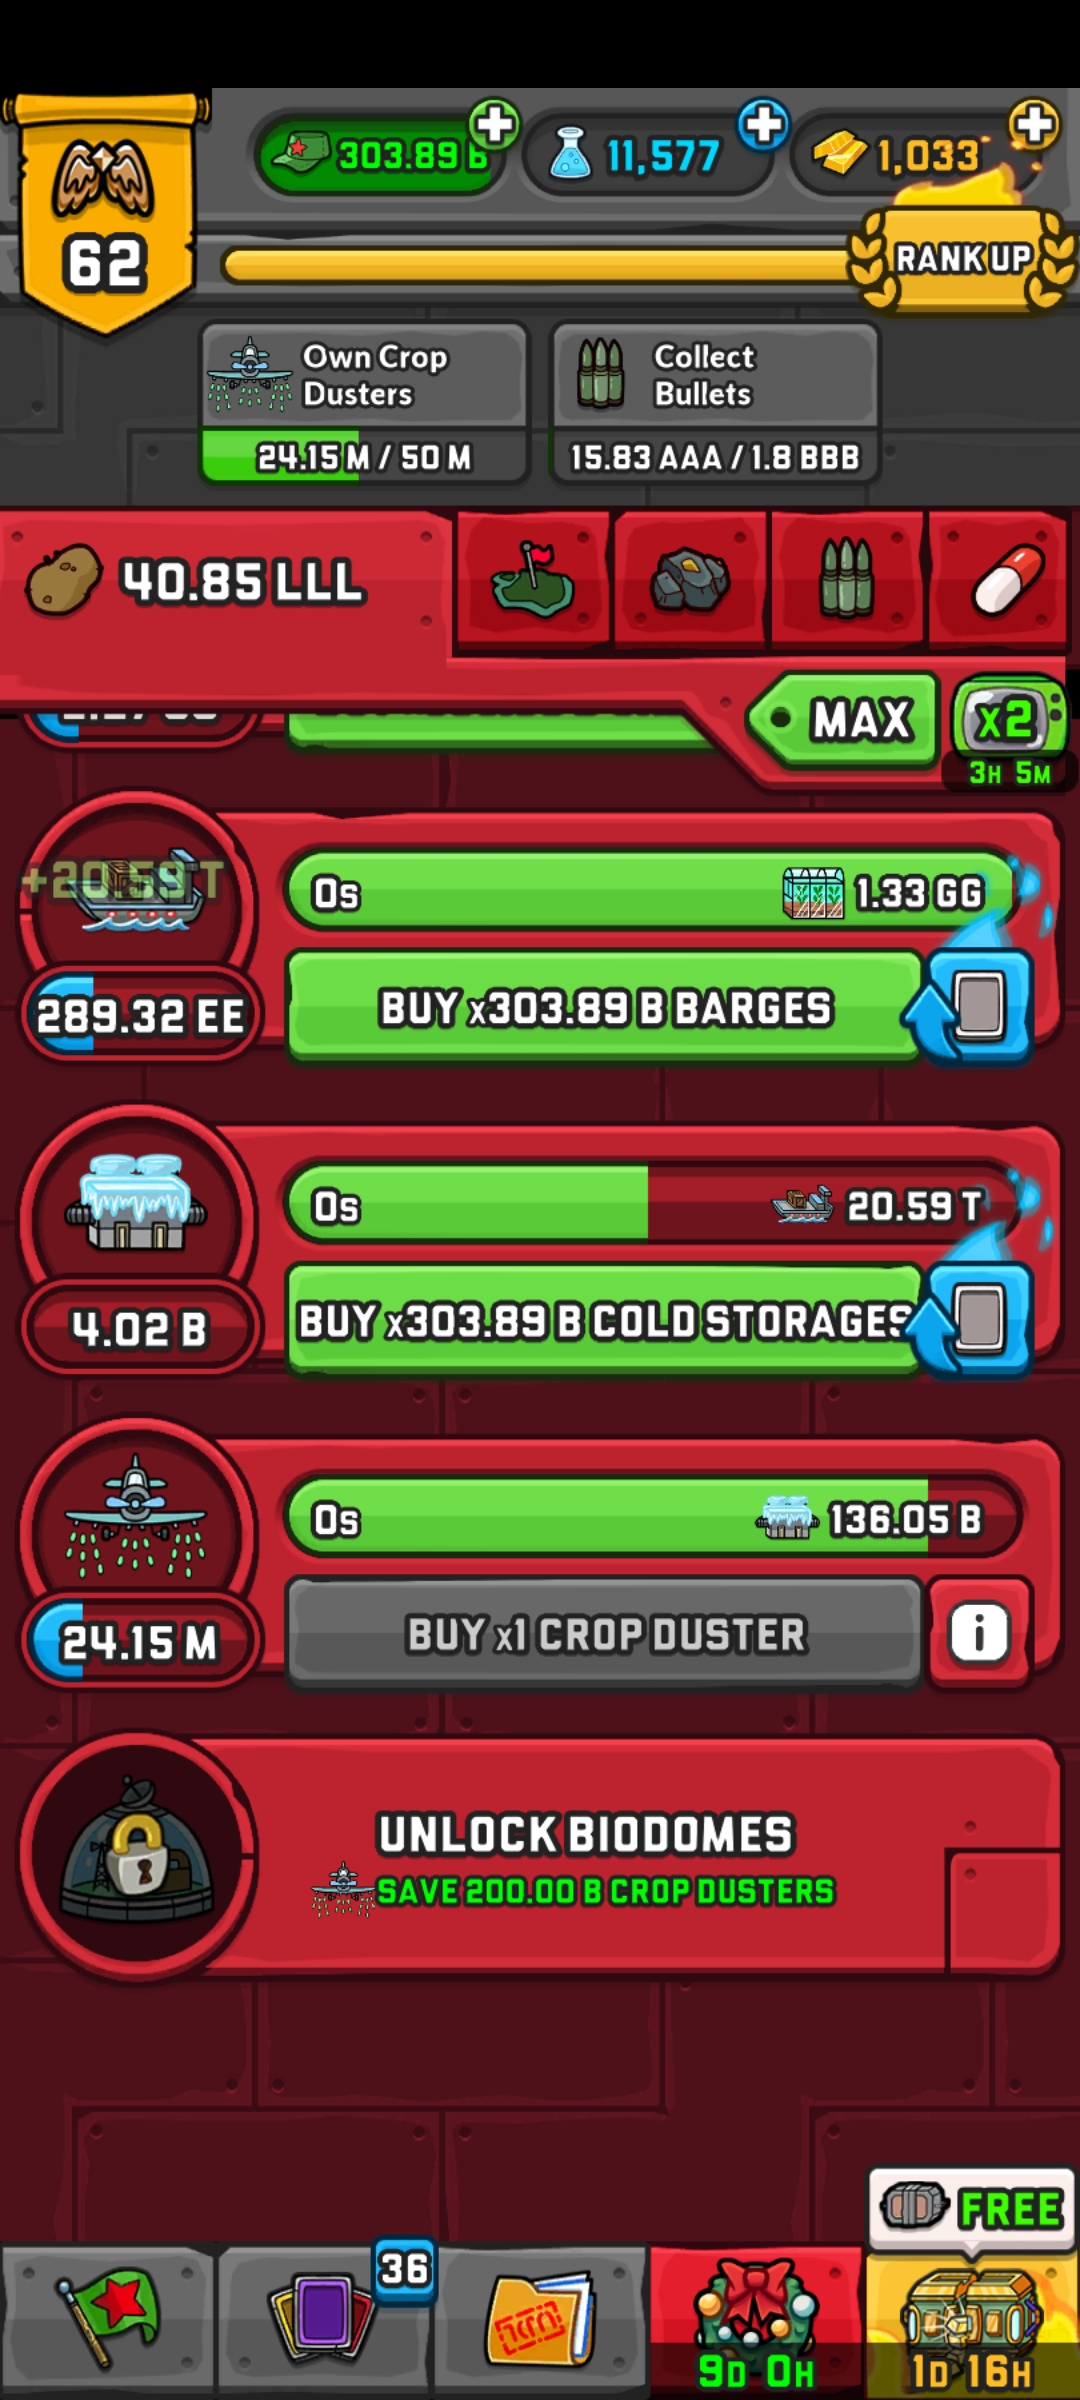 303.89 B
11,577
1,033
62
RANK UP
Own Crop
Dusters
24.15 M / 50 M
Collect
Bullets
15.83 AAA / 1.8 BBB
40.85 LLL
MAX
x2
3H 5M
+20.59 T
0s
1.33 GG
289.32 EE
BUY x303.89 B BARGES
0s
20.59 T
4.02 B
BUY x303.89 B COLD STORAGES
0s
136.05 B
24.15 M
BUY x1 CROP DUSTER
i
UNLOCK BIODOMES
SAVE 200.00 B CROP DUSTERS
FREE
36
9D 0H
1D 16H